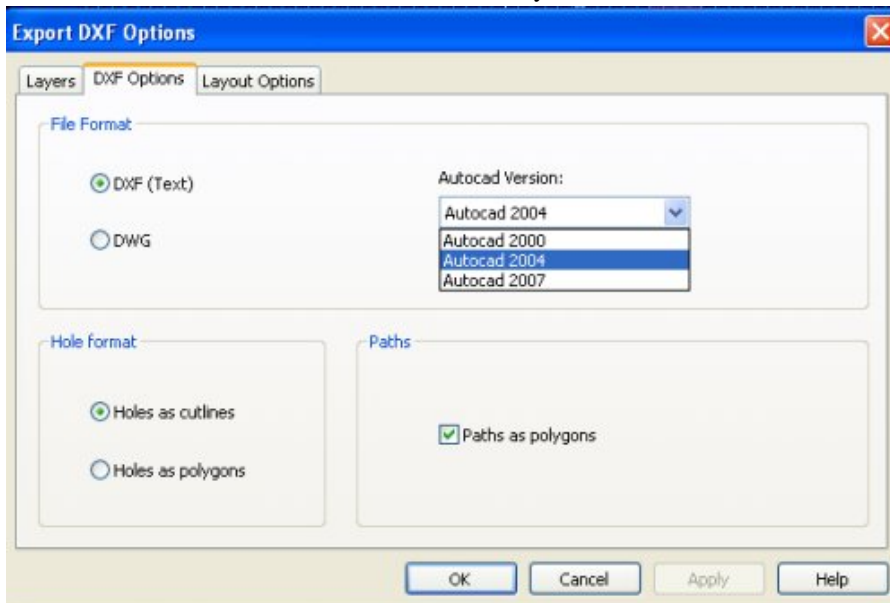 Export DXF Options
Layers DXF Options Layout Options
File Format
DXF (Text)
DWG
Autocad Version:
Autocad 2004
Autocad 2000
Autocad 2004
Autocad 2007
Hole format
Holes as cutlines
Holes as polygons
Paths
Paths as polygons
OK Cancel Apply Help